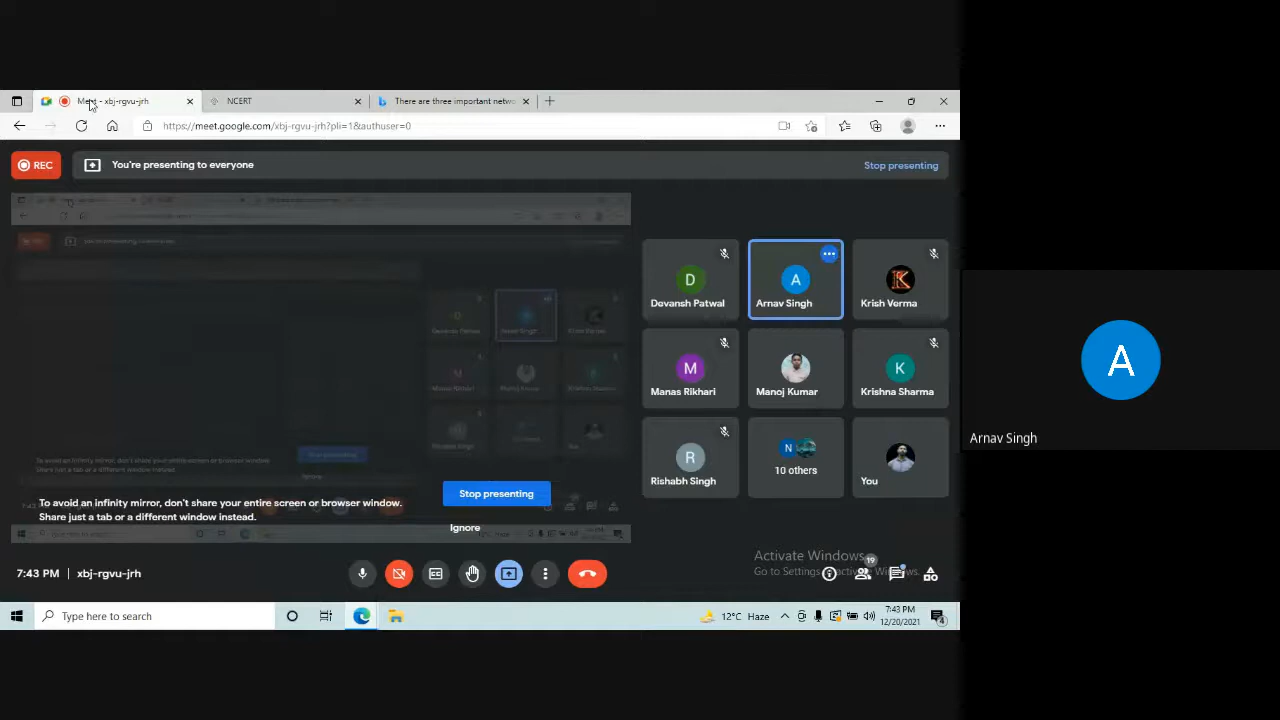 Meet - xbj-rgvu-jrh
NCERT
There are three important netwo
https://meet.google.com/xbj-rgvu-jrh?pli=1&authuser=0
REC
You're presenting to everyone
Stop presenting
D
Devansh Patwal
A
Arnav Singh
K
Krish Verma
M
Manas Rikhari
Manoj Kumar
K
Krishna Sharma
R
Rishabh Singh
N
10 others
You
To avoid an infinity mirror, don't share your entire screen or browser window.
Share just a tab or a different window instead.
Stop presenting
Ignore
Activate Windows
Go to Settings
7:43 PM | xbj-rgvu-jrh
19
Type here to search
12°C Haze
7:43 PM
12/20/2021
4
A
Arnav Singh